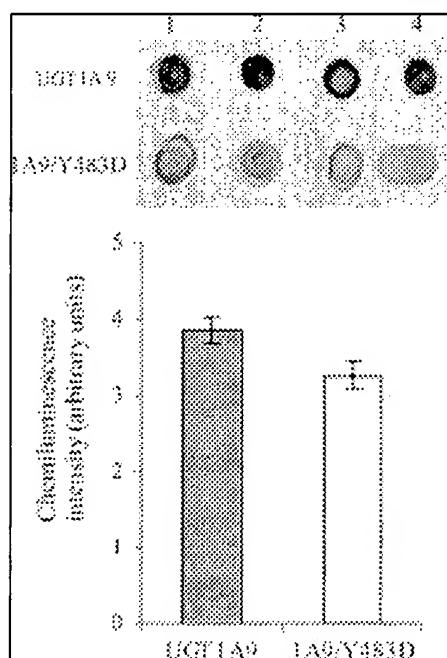 1 2 3 4
UGT1A9
1A9/Y483D
Chemiluminescence
intensity (arbitrary units)
5
4
3
2
1
0
UGT1A9 1A9/Y483D